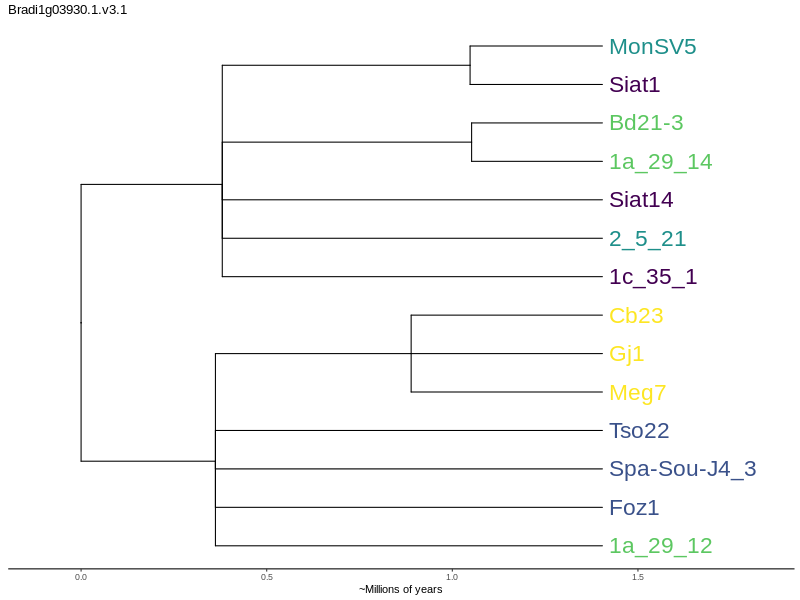 Bradi1g03930.1.v3.1
MonSV5
Siat1
Bd21-3
1a_29_14
Siat14
2_5_21
1c_35_1
Cb23
Gj1
Meg7
Tso22
Spa-Sou-J4_3
Foz1
1a_29_12
0.0 0.5 1.0 1.5
~Millions of years